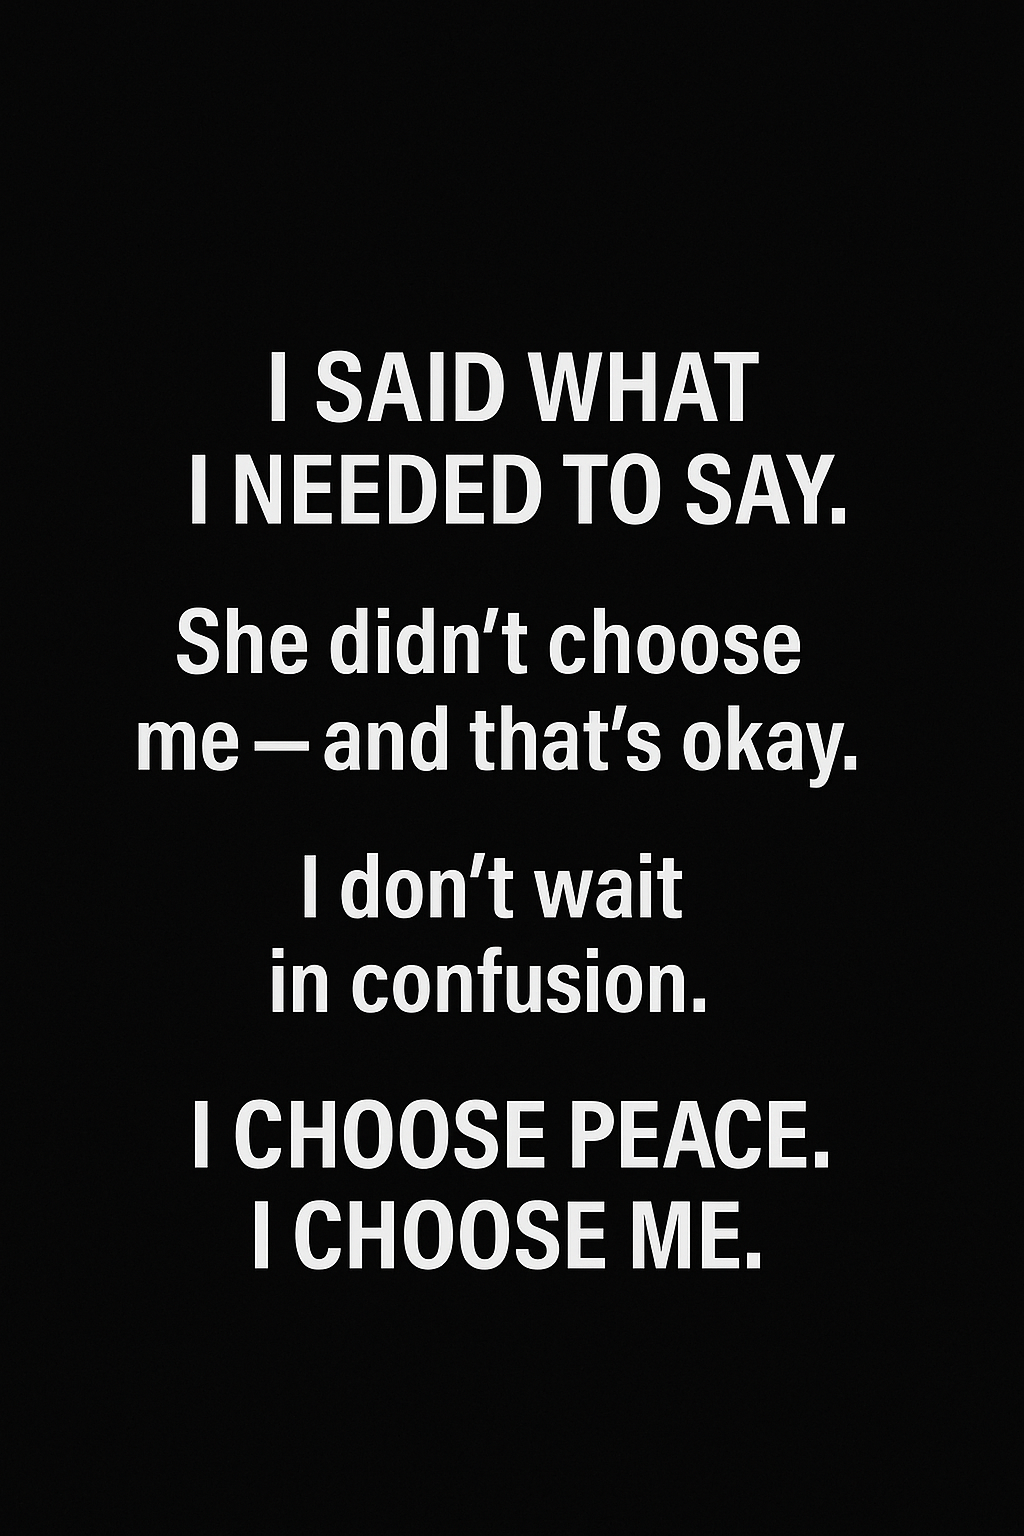 I SAID WHAT
I NEEDED TO SAY.
She didn’t choose
me — and that’s okay.
I don’t wait
in confusion.
I CHOOSE PEACE.
I CHOOSE ME.